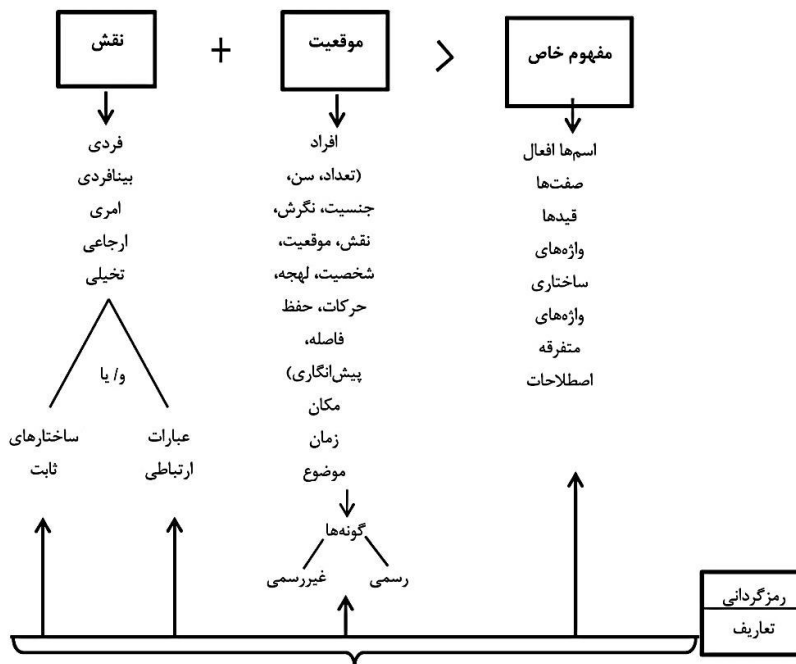 نقش + موقعیت > مفهوم خاص
فردی
بینافردی
امری
ارجاعی
تخیلی
و/ یا
ساختارهای
ثابت
عبارات
ارتباطی
افراد
(تعداد، سن،
جنسیت، نگرش،
نقش، موقعیت،
شخصیت، لهجه،
حرکات، حفظ
فاصله،
پیش‌انگاری)
مکان
زمان
موضوع
گونه‌ها
غیررسمی
رسمی
اسم‌ها افعال
صفت‌ها
قیدها
واژه‌های
ساختاری
واژه‌های
متفرقه
اصطلاحات
رمزگردانی
تعاریف